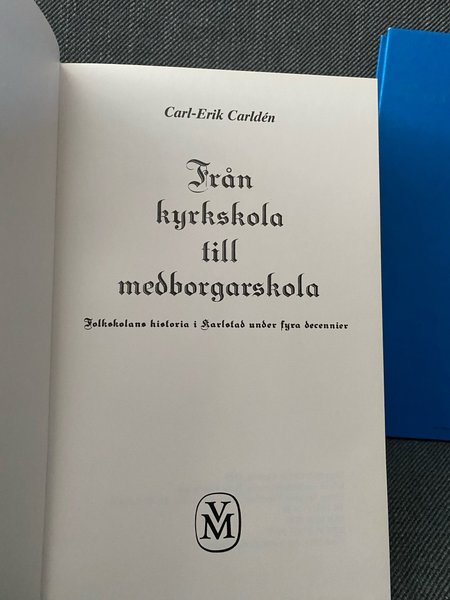 Carl-Erik Carldén
Från
kyrkskola
till
medborgarskola
Folkskolans historia i Karlstad under fyra decennier
VM